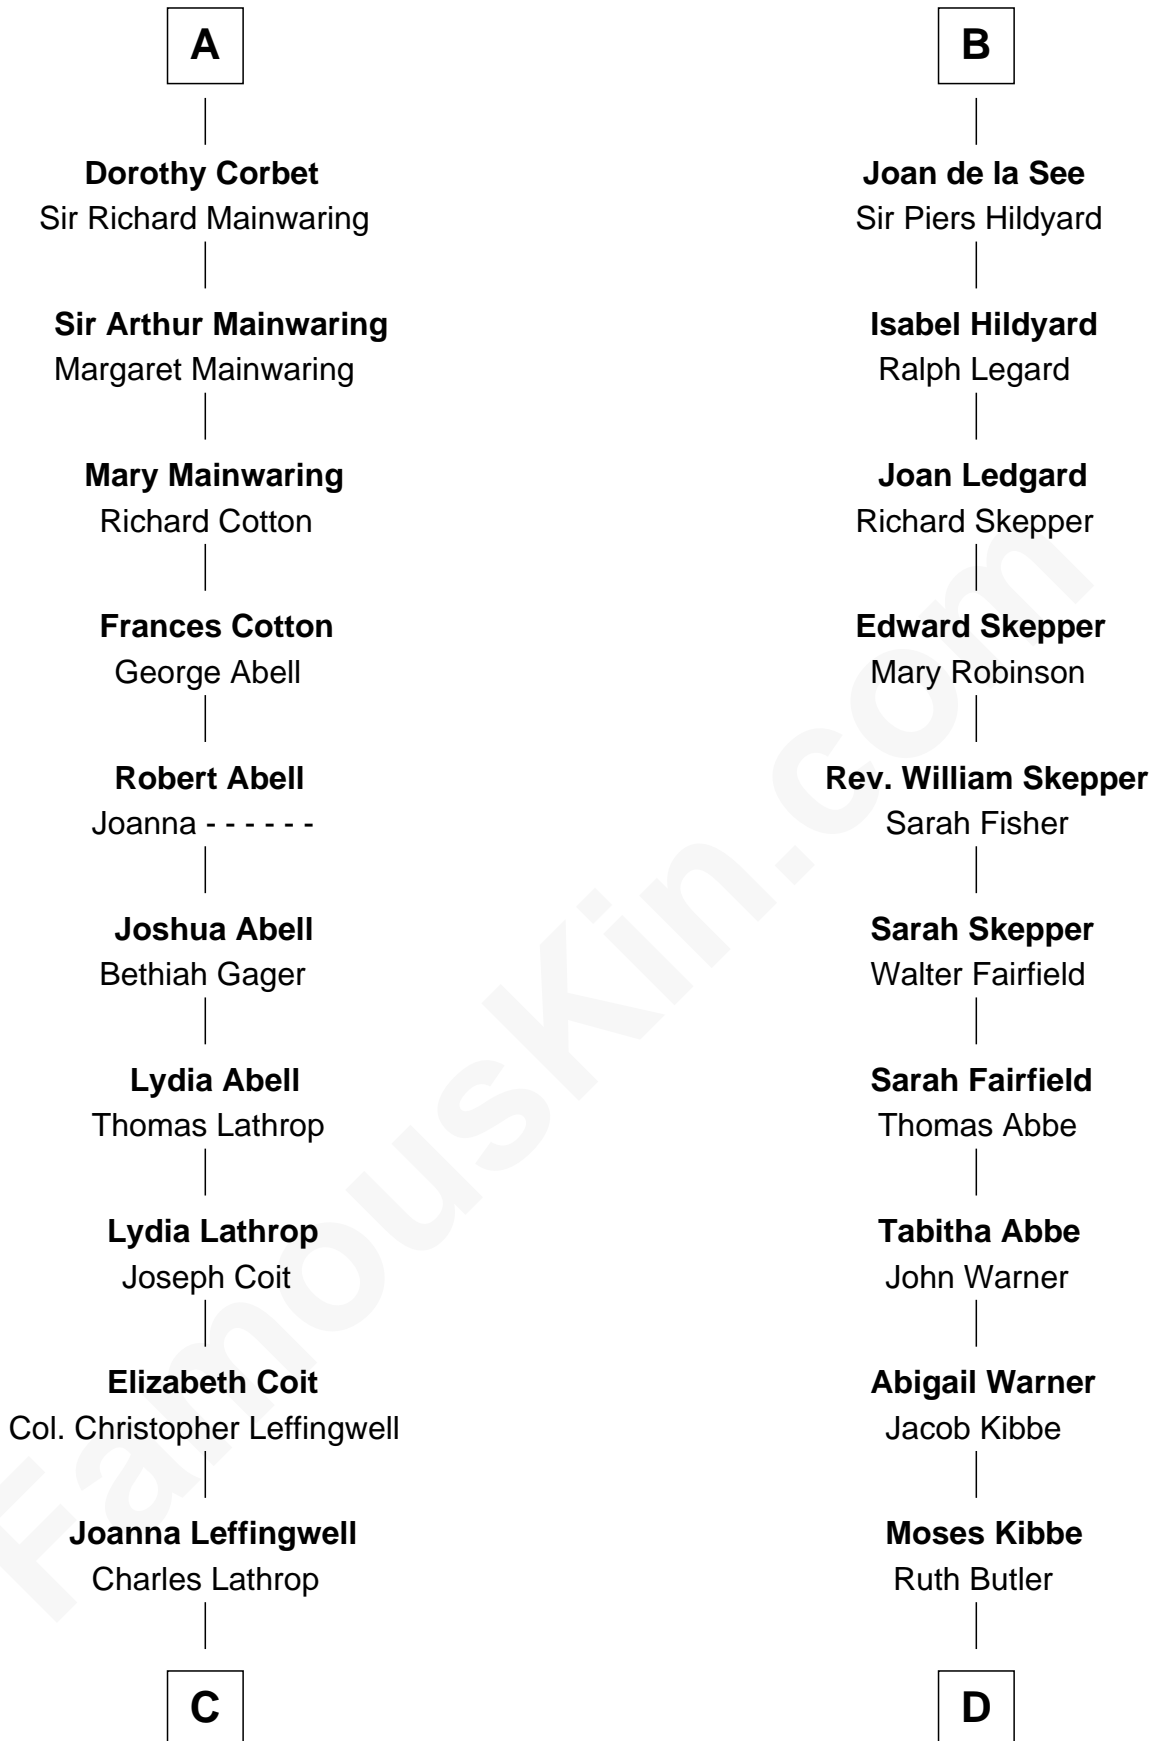 A
Dorothy Corbet
Sir Richard Mainwaring
Sir Arthur Mainwaring
Margaret Mainwaring
Mary Mainwaring
Richard Cotton
Frances Cotton
George Abell
Robert Abell
Joanna - - - - - -
Joshua Abell
Bethiah Gager
Lydia Abell
Thomas Lathrop
Lydia Lathrop
Joseph Coit
Elizabeth Coit
Col. Christopher Leffingwell
Joanna Leffingwell
Charles Lathrop
C
B
Joan de la See
Sir Piers Hildyard
Isabel Hildyard
Ralph Legard
Joan Ledgard
Richard Skepper
Edward Skepper
Mary Robinson
Rev. William Skepper
Sarah Fisher
Sarah Skepper
Walter Fairfield
Sarah Fairfield
Thomas Abbe
Tabitha Abbe
John Warner
Abigail Warner
Jacob Kibbe
Moses Kibbe
Ruth Butler
D
FamousKin.com